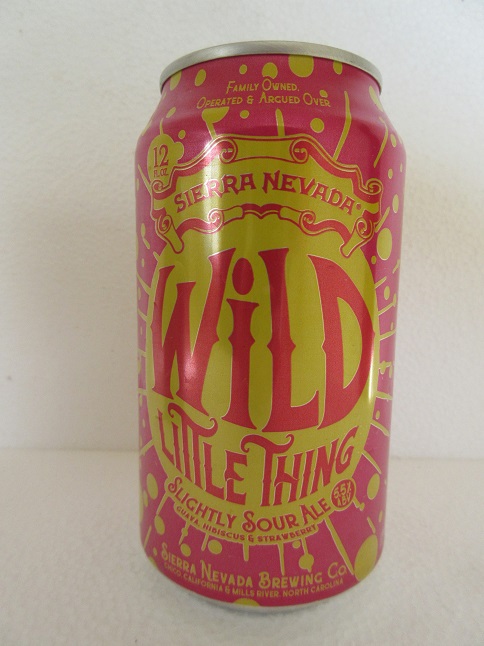 Family Owned,
Operated & Argued Over
12
FL.OZ.
SIERRA NEVADA®
WiLD
LiTTLE THING
SLIGHTLY SOUR ALE
GUAVA, HIBISCUS & STRAWBERRY
SIERRA NEVADA BREWING CO.
CHICO, CALIFORNIA & MILLS RIVER, NORTH CAROLINA